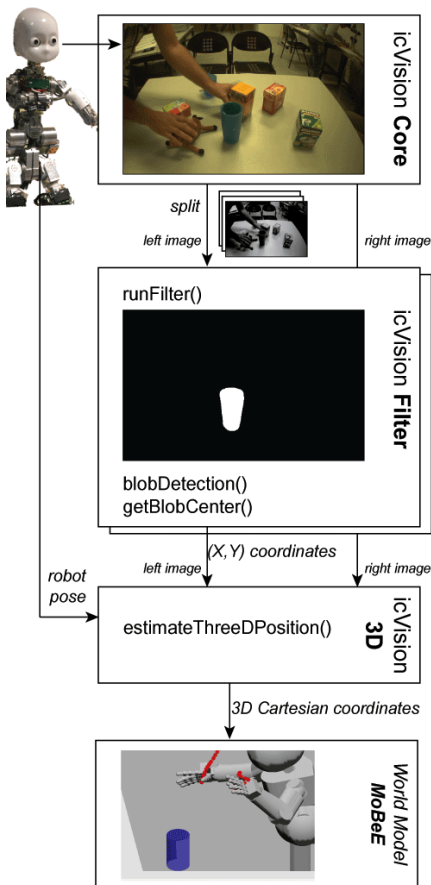 icVision Core
split
left image
right image
runFilter()
icVision Filter
blobDetection()
getBlobCenter()
(X,Y) coordinates
left image
right image
robot
pose
estimateThreeDPosition()
icVision
3D
3D Cartesian coordinates
World Model
MoBeE